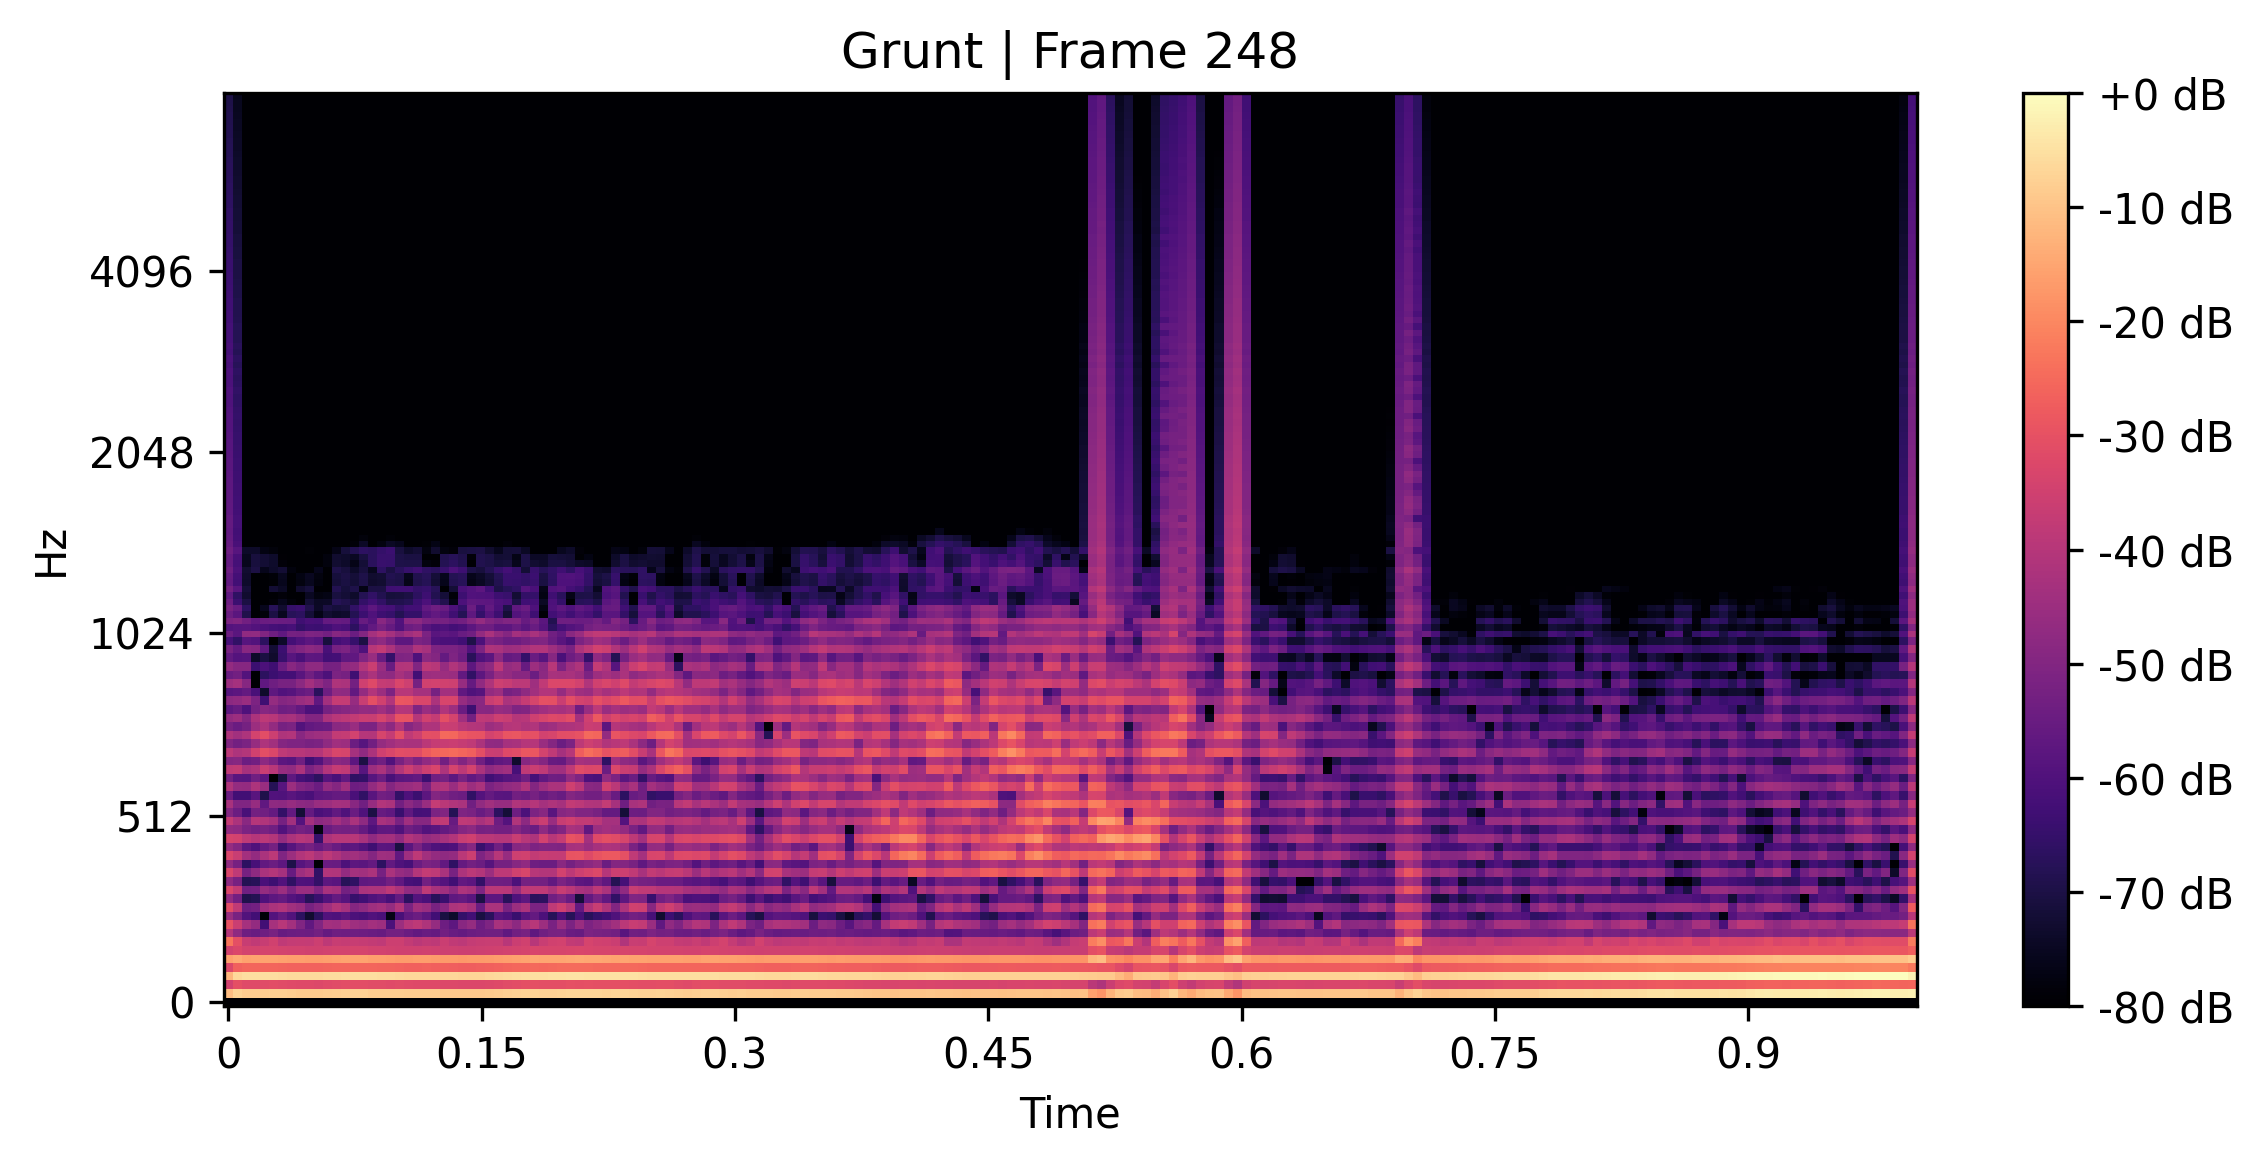 Grunt | Frame 248
+0 dB
-10 dB
-20 dB
-30 dB
-40 dB
-50 dB
-60 dB
-70 dB
-80 dB
Hz
4096
2048
1024
512
0
0 0.15 0.3 0.45 0.6 0.75 0.9
Time